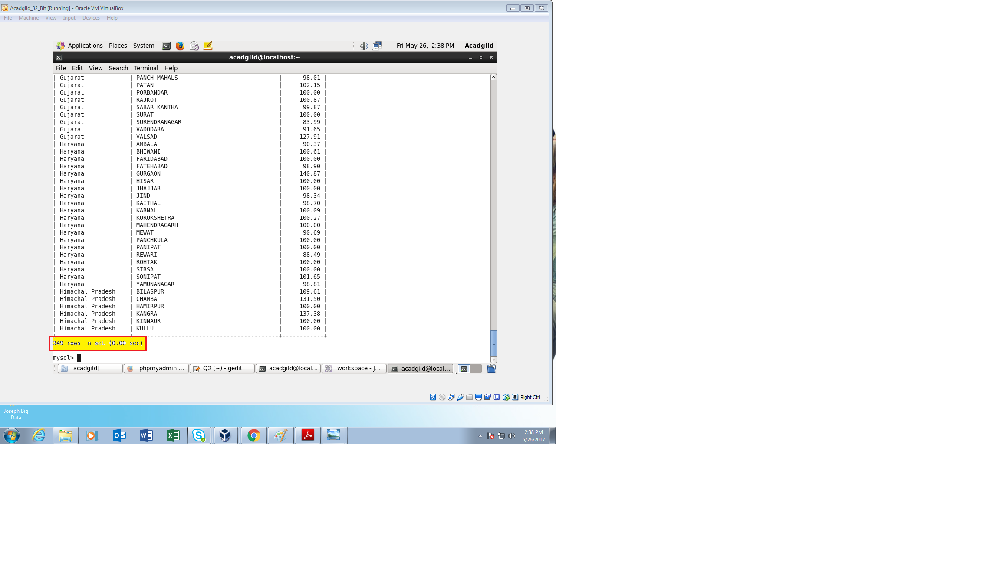 Acadgild_32_Bit [Running] - Oracle VM VirtualBox
File Machine View Input Devices Help
Applications Places System Fri May 26, 2:38 PM Acadgild
acadgild@localhost:~
File Edit View Search Terminal Help
| Gujarat | PANCH MAHALS | 98.01 |
| Gujarat | PATAN | 102.15 |
| Gujarat | PORBANDAR | 100.00 |
| Gujarat | RAJKOT | 100.87 |
| Gujarat | SABAR KANTHA | 99.87 |
| Gujarat | SURAT | 100.00 |
| Gujarat | SURENDRANAGAR | 83.99 |
| Gujarat | VADODARA | 91.65 |
| Gujarat | VALSAD | 127.91 |
| Haryana | AMBALA | 90.37 |
| Haryana | BHIWANI | 100.61 |
| Haryana | FARIDABAD | 100.00 |
| Haryana | FATEHABAD | 98.90 |
| Haryana | GURGAON | 140.87 |
| Haryana | HISAR | 100.00 |
| Haryana | JHAJJAR | 100.00 |
| Haryana | JIND | 98.34 |
| Haryana | KAITHAL | 98.70 |
| Haryana | KARNAL | 100.09 |
| Haryana | KURUKSHETRA | 100.27 |
| Haryana | MAHENDRAGARH | 100.00 |
| Haryana | MEWAT | 90.69 |
| Haryana | PANCHKULA | 100.00 |
| Haryana | PANIPAT | 100.00 |
| Haryana | REWARI | 88.49 |
| Haryana | ROHTAK | 100.00 |
| Haryana | SIRSA | 100.00 |
| Haryana | SONIPAT | 101.65 |
| Haryana | YAMUNANAGAR | 98.81 |
| Himachal Pradesh | BILASPUR | 109.61 |
| Himachal Pradesh | CHAMBA | 131.50 |
| Himachal Pradesh | HAMIRPUR | 100.00 |
| Himachal Pradesh | KANGRA | 137.38 |
| Himachal Pradesh | KINNAUR | 100.00 |
| Himachal Pradesh | KULLU | 100.00 |
349 rows in set (0.00 sec)
mysql>
[acadgild] [phpmyadmin ... Q2 (~) - gedit acadgild@local... [workspace - J... acadgild@local...
Right Ctrl
Joseph Big
Data
2:38 PM
5/26/2017